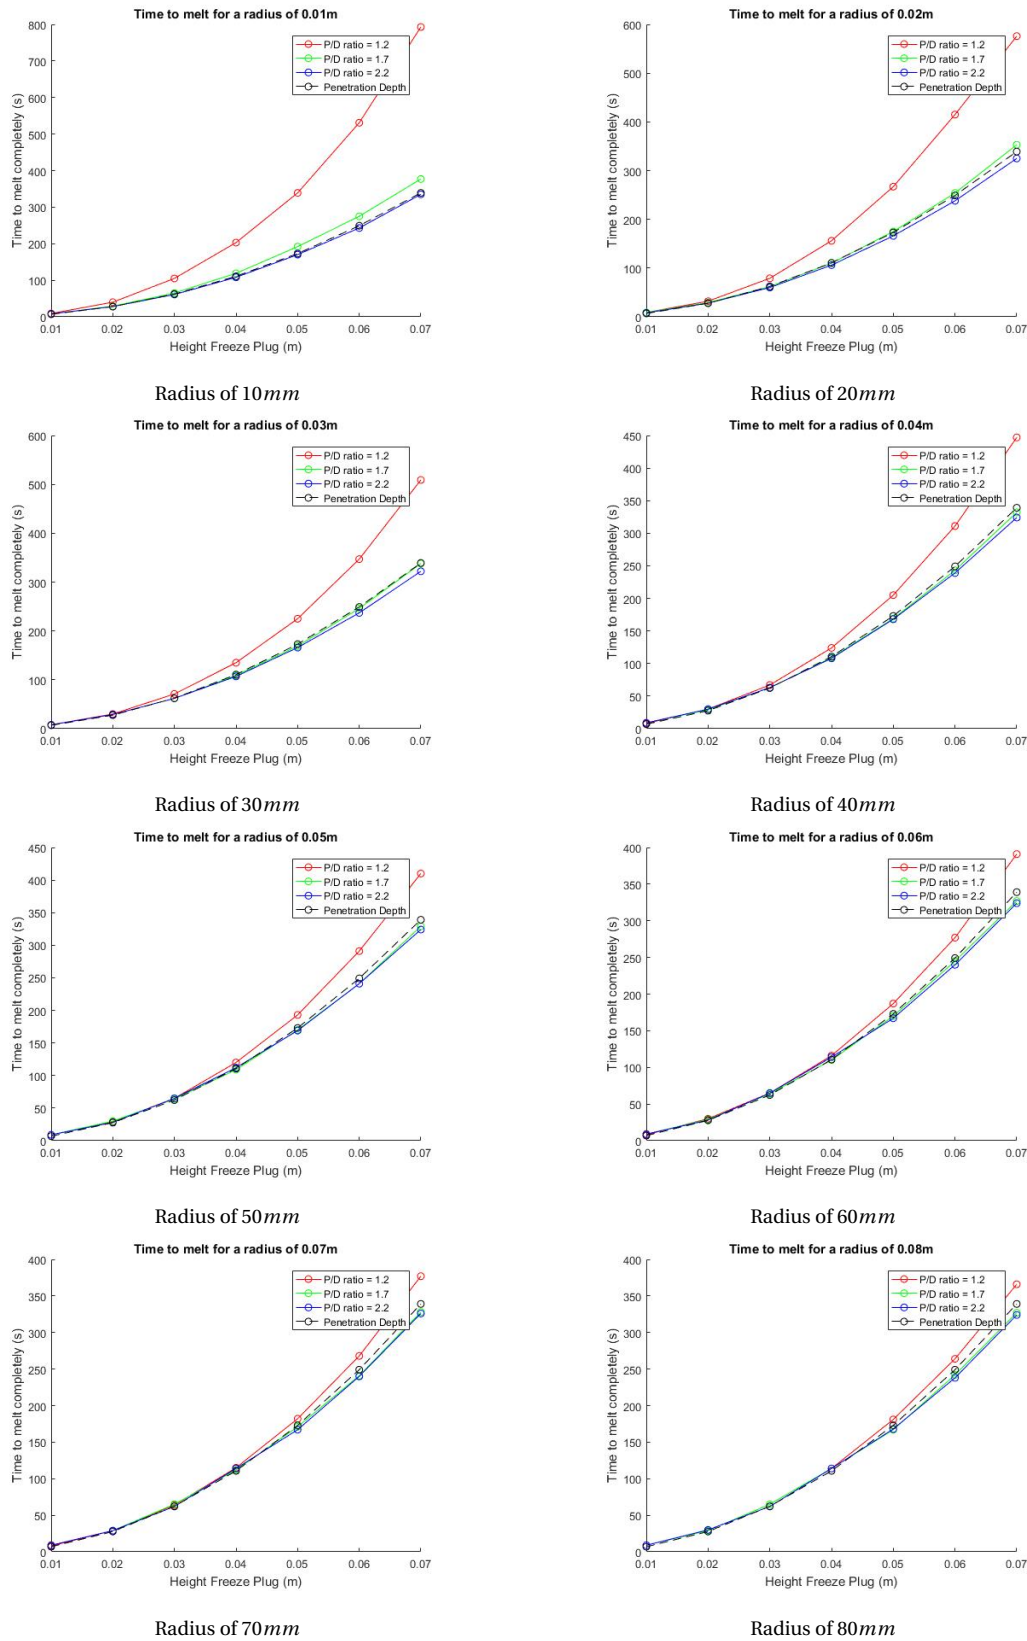 Time to melt for a radius of 0.01m
800
700
600
500
400
300
200
100
0
Time to melt completely (s)
P/D ratio = 1.2
P/D ratio = 1.7
P/D ratio = 2.2
Penetration Depth
0.01 0.02 0.03 0.04 0.05 0.06 0.07
Height Freeze Plug (m)
Radius of 10mm
Time to melt for a radius of 0.02m
600
500
400
300
200
100
0
Time to melt completely (s)
P/D ratio = 1.2
P/D ratio = 1.7
P/D ratio = 2.2
Penetration Depth
0.01 0.02 0.03 0.04 0.05 0.06 0.07
Height Freeze Plug (m)
Radius of 20mm
Time to melt for a radius of 0.03m
600
500
400
300
200
100
0
Time to melt completely (s)
P/D ratio = 1.2
P/D ratio = 1.7
P/D ratio = 2.2
Penetration Depth
0.01 0.02 0.03 0.04 0.05 0.06 0.07
Height Freeze Plug (m)
Radius of 30mm
Time to melt for a radius of 0.04m
450
400
350
300
250
200
150
100
50
0
Time to melt completely (s)
P/D ratio = 1.2
P/D ratio = 1.7
P/D ratio = 2.2
Penetration Depth
0.01 0.02 0.03 0.04 0.05 0.06 0.07
Height Freeze Plug (m)
Radius of 40mm
Time to melt for a radius of 0.05m
450
400
350
300
250
200
150
100
50
0
Time to melt completely (s)
P/D ratio = 1.2
P/D ratio = 1.7
P/D ratio = 2.2
Penetration Depth
0.01 0.02 0.03 0.04 0.05 0.06 0.07
Height Freeze Plug (m)
Radius of 50mm
Time to melt for a radius of 0.06m
400
350
300
250
200
150
100
50
0
Time to melt completely (s)
P/D ratio = 1.2
P/D ratio = 1.7
P/D ratio = 2.2
Penetration Depth
0.01 0.02 0.03 0.04 0.05 0.06 0.07
Height Freeze Plug (m)
Radius of 60mm
Time to melt for a radius of 0.07m
400
350
300
250
200
150
100
50
0
Time to melt completely (s)
P/D ratio = 1.2
P/D ratio = 1.7
P/D ratio = 2.2
Penetration Depth
0.01 0.02 0.03 0.04 0.05 0.06 0.07
Height Freeze Plug (m)
Radius of 70mm
Time to melt for a radius of 0.08m
400
350
300
250
200
150
100
50
0
Time to melt completely (s)
P/D ratio = 1.2
P/D ratio = 1.7
P/D ratio = 2.2
Penetration Depth
0.01 0.02 0.03 0.04 0.05 0.06 0.07
Height Freeze Plug (m)
Radius of 80mm